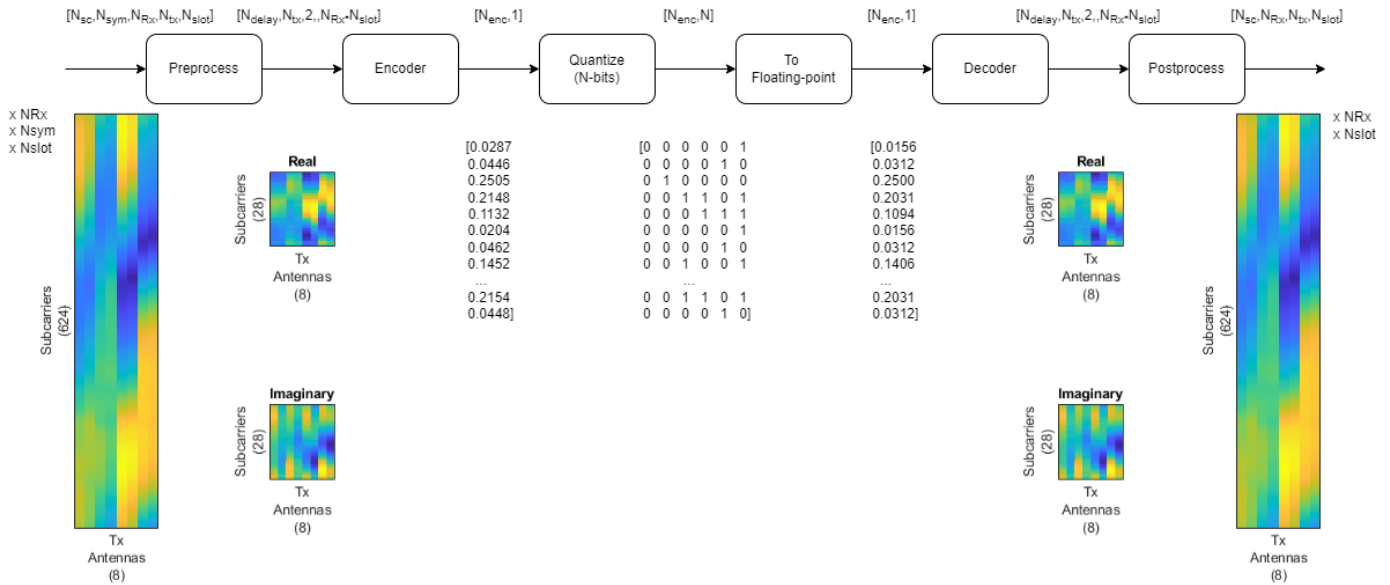 [Nsc,Nsym,NRx,Ntx,Nslot]
[Ndelay,Ntx,2,,NRx•Nslot]
[Nenc,1]
[Nenc,N]
[Nenc,1]
[Ndelay,Ntx,2,,NRx•Nslot]
[Nsc,NRx,Ntx,Nslot]
Preprocess
Encoder
Quantize
(N-bits)
To
Floating-point
Decoder
Postprocess
x NRx
x Nsym
x Nslot
Subcarriers
(624)
Tx
Antennas
(8)
Real
Subcarriers
(28)
Tx
Antennas
(8)
Imaginary
Subcarriers
(28)
Tx
Antennas
(8)
[0.0287
0.0446
0.2505
0.2148
0.1132
0.0204
0.0462
0.1452
...
0.2154
0.0448]
[0 0 0 0 0 1
0 0 0 0 1 0
0 1 0 0 0 0
0 0 1 1 0 1
0 0 0 1 1 1
0 0 0 0 0 1
0 0 0 0 1 0
0 0 1 0 0 1
...
0 0 1 1 0 1
0 0 0 0 1 0]
[0.0156
0.0312
0.2500
0.2031
0.1094
0.0156
0.0312
0.1406
...
0.2031
0.0312]
Real
Subcarriers
(28)
Tx
Antennas
(8)
Imaginary
Subcarriers
(28)
Tx
Antennas
(8)
x NRx
x Nslot
Subcarriers
(624)
Tx
Antennas
(8)